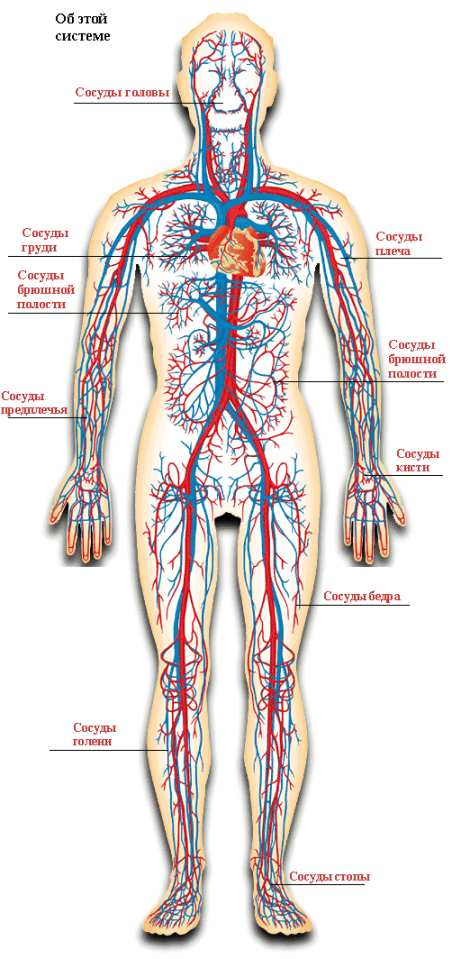 Об этой
системе
Сосуды головы
Сосуды
груди
Сосуды
плеча
Сосуды
брюшной
полости
Сосуды
брюшной
полости
Сосуды
предплечья
Сосуды
кисти
Сосуды бедра
Сосуды
голени
Сосуды стопы